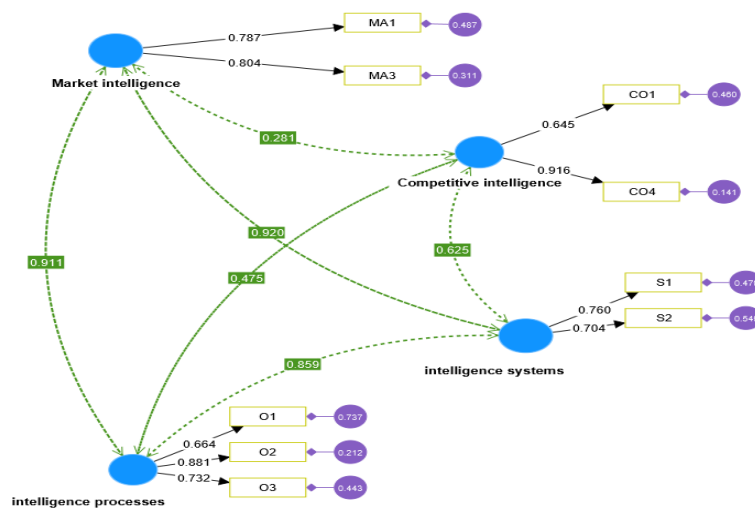 MA1
0.487
0.787
0.804
MA3
0.311
Market intelligence
CO1
0.460
0.645
0.281
Competitive intelligence
0.916
CO4
0.141
0.920
0.625
0.911
0.475
S1
0.760
0.704
S2
intelligence systems
0.859
O1
0.737
0.664
O2
0.212
0.881
0.732
O3
0.443
intelligence processes